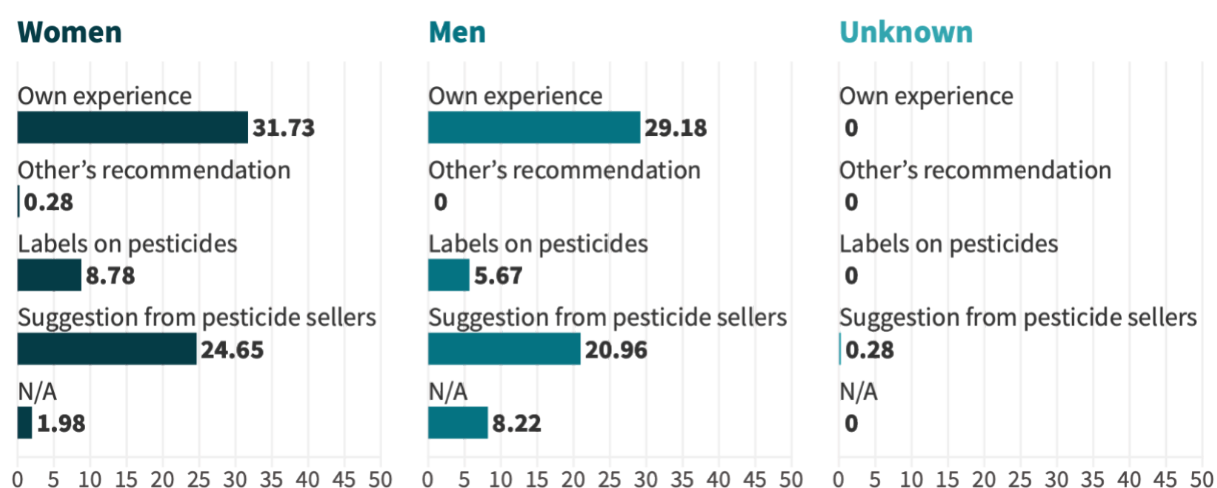 Women
Own experience
31.73
Other’s recommendation
0.28
Labels on pesticides
8.78
Suggestion from pesticide sellers
24.65
N/A
1.98
0 5 10 15 20 25 30 35 40 45 50
Men
Own experience
29.18
Other’s recommendation
0
Labels on pesticides
5.67
Suggestion from pesticide sellers
20.96
N/A
8.22
0 5 10 15 20 25 30 35 40 45 50
Unknown
Own experience
0
Other’s recommendation
0
Labels on pesticides
0
Suggestion from pesticide sellers
0.28
N/A
0
0 5 10 15 20 25 30 35 40 45 50